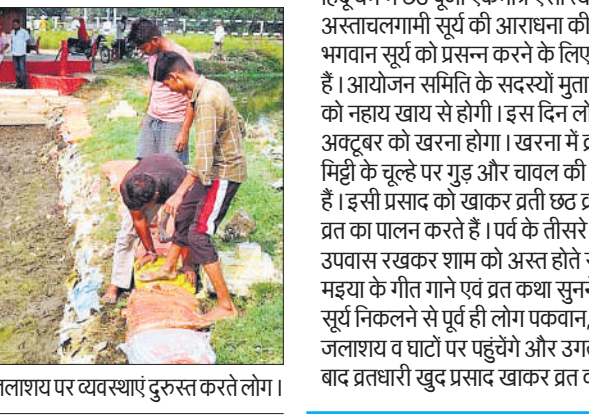 अस्ताचलगामी सूर्य की आराधना की
भगवान सूर्य को प्रसन्न करने के लिए
हैं। आयोजन समिति के सदस्यों मुता
को नहाय खाय से होगी। इस दिन लो
अक्टूबर को खरना होगा। खरना में व्र
मिट्टी के चूल्हे पर गुड़ और चावल की
हैं। इसी प्रसाद को खाकर व्रती छठ व्र
व्रत का पालन करते हैं। पर्व के तीसरे
उपवास रखकर शाम को अस्त होते
मइया के गीत गाने एवं व्रत कथा सुनने
सूर्य निकलने से पूर्व ही लोग पकवान,
जलाशय व घाटों पर पहुंचेंगे और उग
बाद व्रतधारी खुद प्रसाद खाकर व्रत
जलाशय पर व्यवस्थाएं दुरुस्त करते लोग।